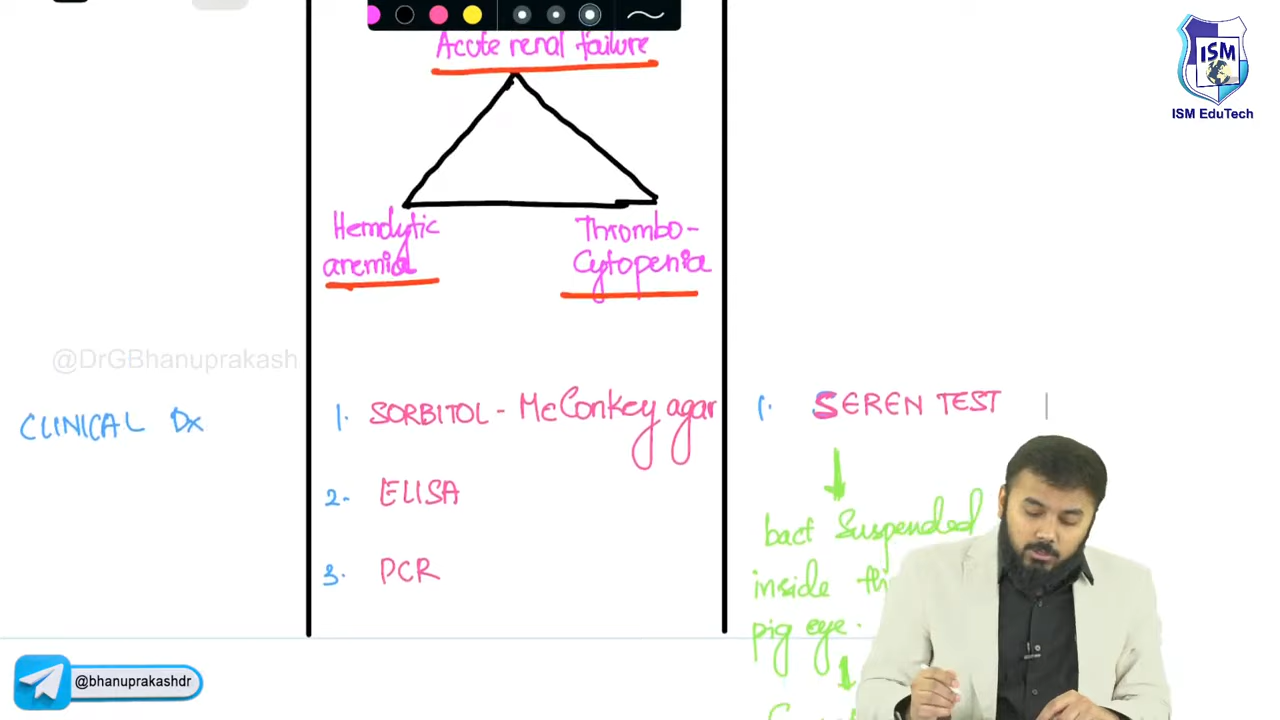 ISM
ISM EduTech
Acute renal failure
Hemolytic
anemia
Thrombo-
Cytopenia
@DrGBhanuprakash
CLINICAL Dx
1. SORBITOL - McConkey agar
2. ELISA
3. PCR
1. SEREN TEST
bact Suspended
inside
pig eye.
@bhanuprakashdr